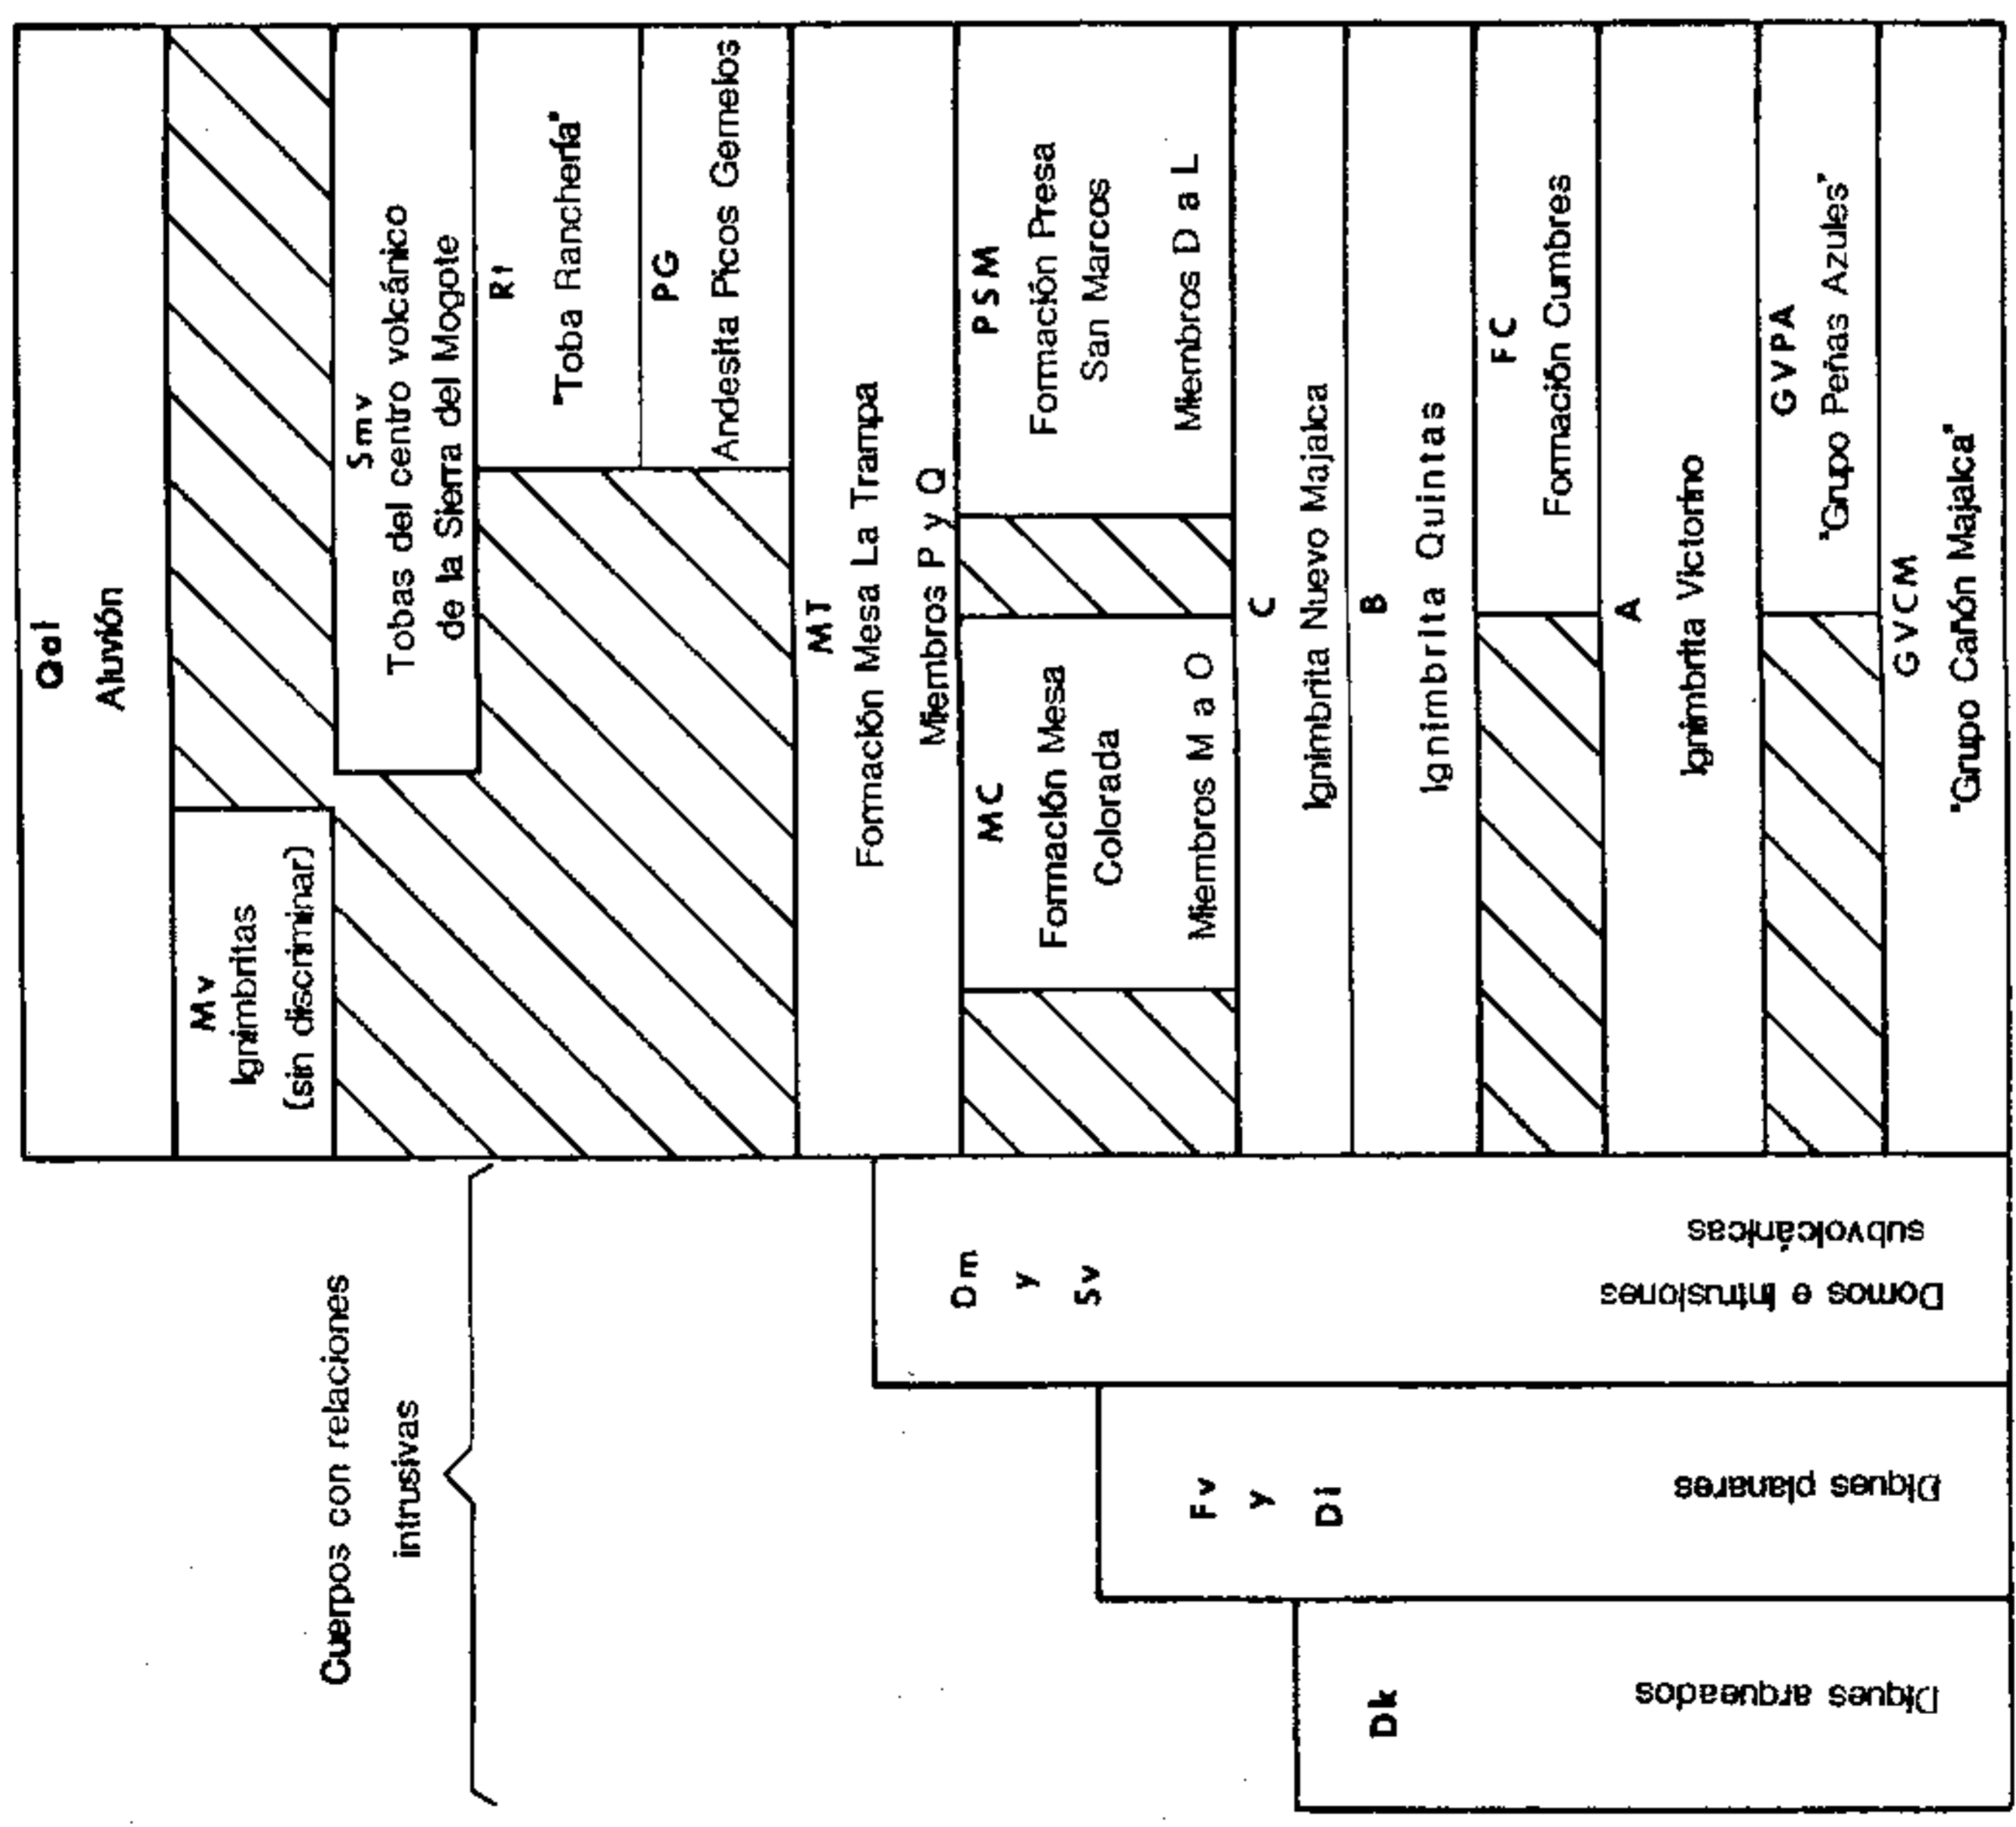 Cuerpos con relaciones
intrusivas
Qal
Aluvión
Mv
Ignimbritas
(sin discriminar)
Smv
Tobas del centro volcánico
de la Sierra del Mogote
Rt
"Toba Ranchería"
PG
Andesita Picos Gemelos
MT
Formación Mesa La Trampa
Miembros P y Q
MC
Formación Mesa
Colorada
Miembros M a O
PSM
Formación Presa
San Marcos
Miembros D a L
C
Ignimbrita Nuevo Majalca
B
Ignimbrita Quintas
FC
Formación Cumbres
A
Ignimbrita Victorino
GVPA
"Grupo Peñas Azules"
GVCM
"Grupo Cañón Majalca"
Dk
Diques arqueados
Fv
y
Di
Diques planares
Dm
y
Sv
Domos e intrusiones
subvolcánicas